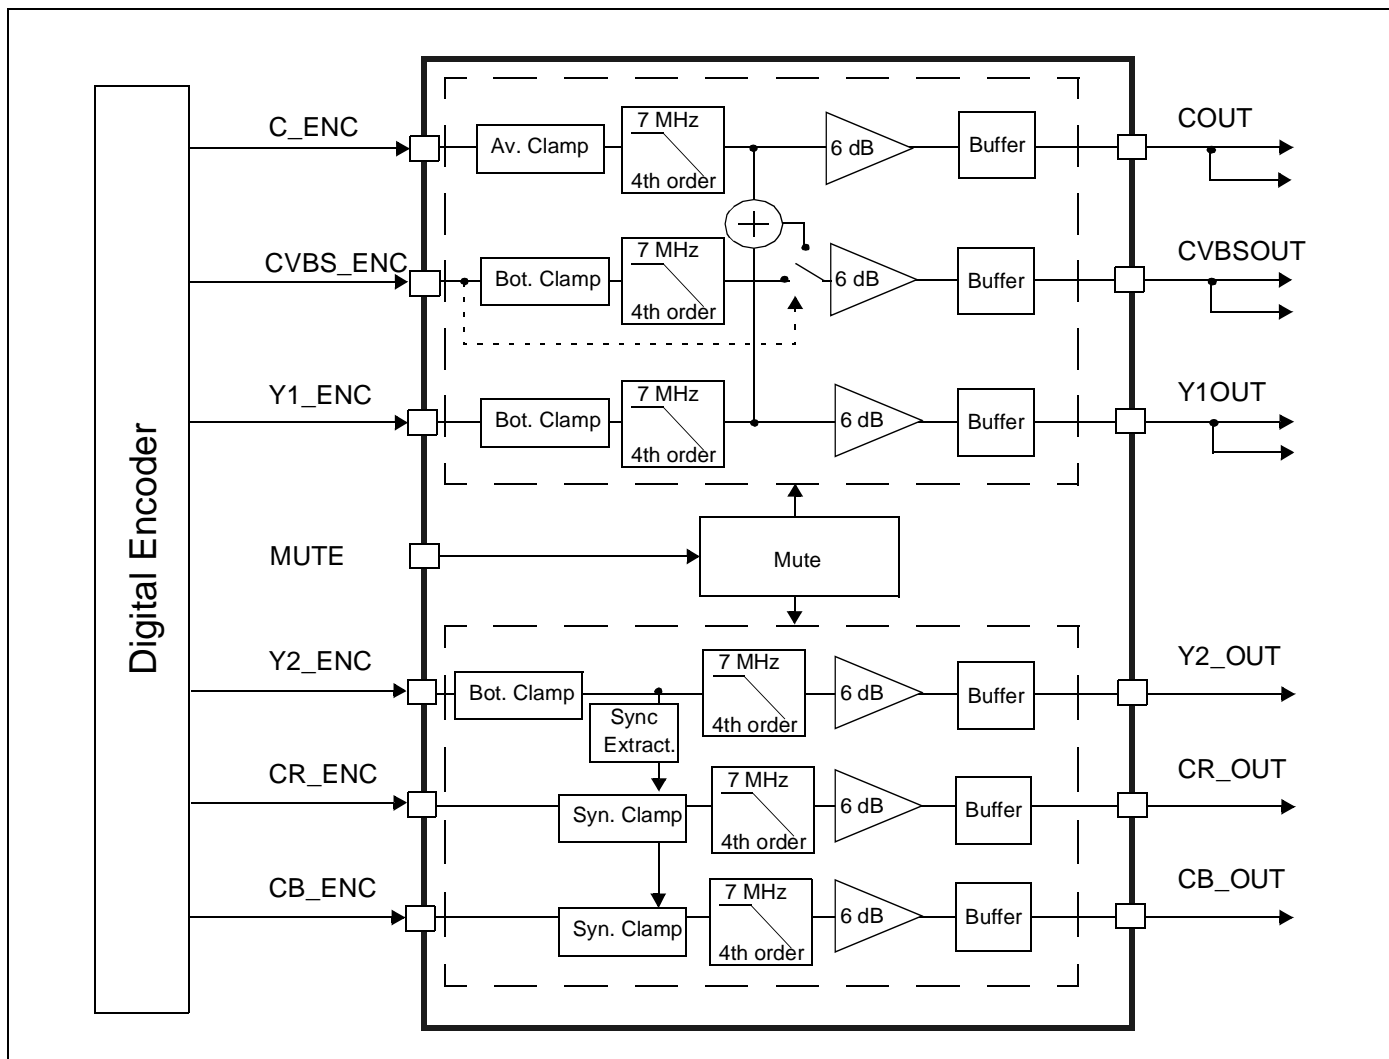 Digital Encoder
C_ENC
Av. Clamp
7 MHz
4th order
6 dB
Buffer
COUT
CVBS_ENC
Bot. Clamp
7 MHz
4th order
6 dB
Buffer
CVBSOUT
Y1_ENC
Bot. Clamp
7 MHz
4th order
6 dB
Buffer
Y1OUT
MUTE
Mute
Y2_ENC
Bot. Clamp
Sync
Extract.
7 MHz
4th order
6 dB
Buffer
Y2_OUT
CR_ENC
Syn. Clamp
7 MHz
4th order
6 dB
Buffer
CR_OUT
CB_ENC
Syn. Clamp
7 MHz
4th order
6 dB
Buffer
CB_OUT